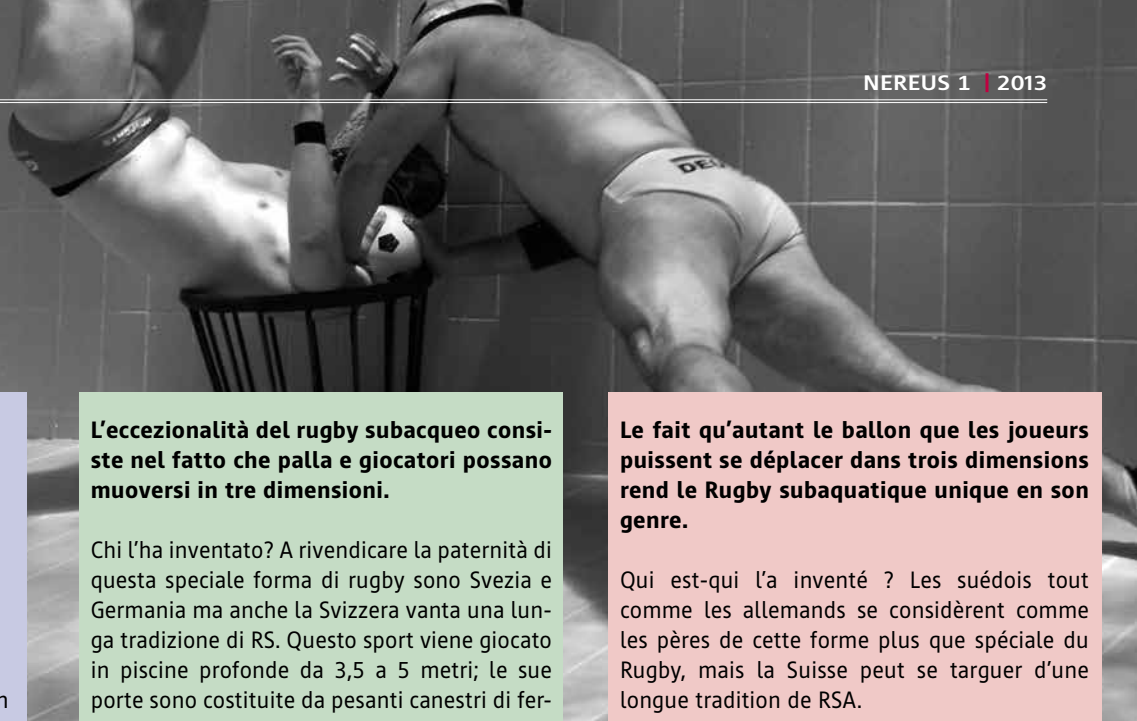 NEREUS 1 | 2013
L'eccezionalità del rugby subacqueo consi-
ste nel fatto che palla e giocatori possano
muoversi in tre dimensioni.
Chi l'ha inventato? A rivendicare la paternità di
questa speciale forma di rugby sono Svezia e
Germania ma anche la Svizzera vanta una lun-
ga tradizione di RS. Questo sport viene giocato
in piscine profonde da 3,5 a 5 metri; le sue
porte sono costituite da pesanti canestri di fer-
Le fait qu'autant le ballon que les joueurs
puissent se déplacer dans trois dimensions
rend le Rugby subaquatique unique en son
genre.
Qui est-qui l'a inventé ? Les suédois tout
comme les allemands se considèrent comme
les pères de cette forme plus que spéciale du
Rugby, mais la Suisse peut se targuer d'une
longue tradition de RSA.